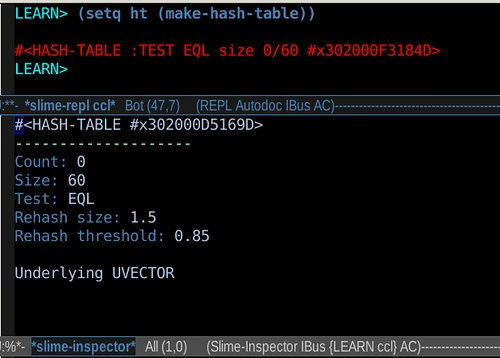 LEARN> (setq ht (make-hash-table))
#<HASH-TABLE :TEST EQL size 0/60 #x302000F3184D>
LEARN>
U:**- *slime-repl ccl* Bot (47,7) (REPL Autodoc IBus AC)----------------------------------------
#<HASH-TABLE #x302000D5169D>
--------------------
Count: 0
Size: 60
Test: EQL
Rehash size: 1.5
Rehash threshold: 0.85
Underlying UVECTOR
U:%*- *slime-inspector* All (1,0) (Slime-Inspector IBus {LEARN ccl} AC)--------------------